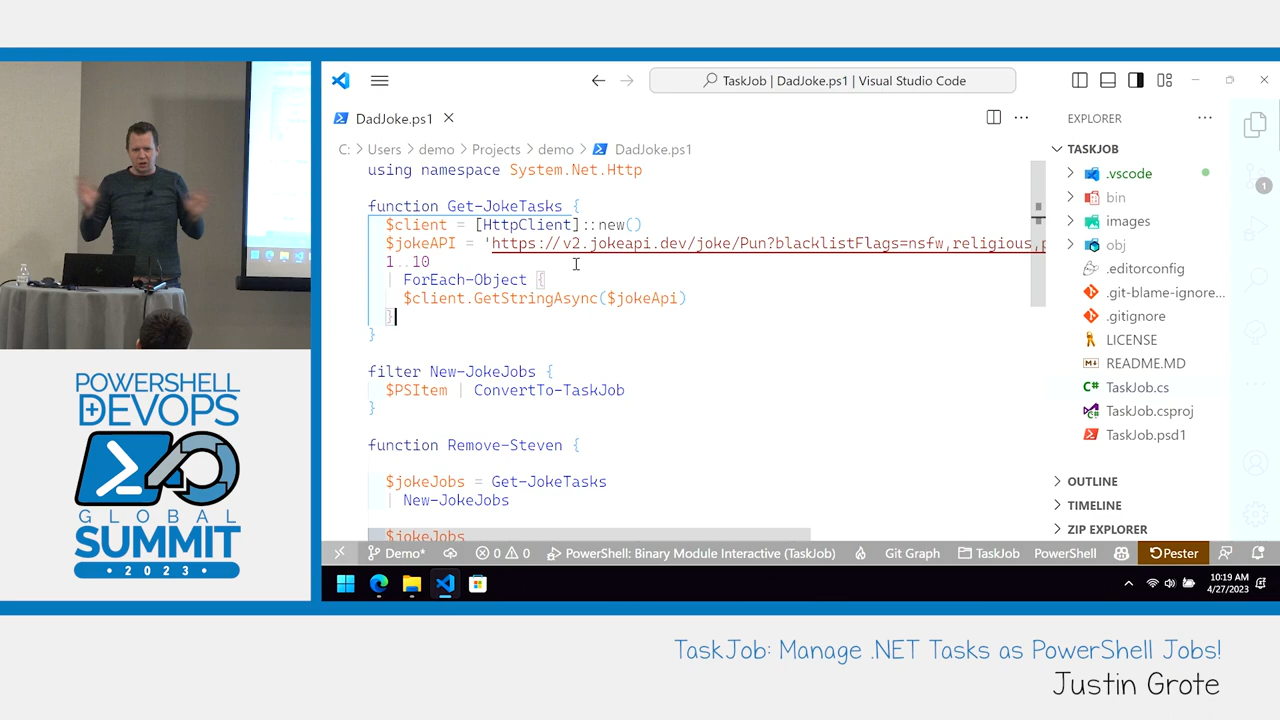 TaskJob | DadJoke.ps1 | Visual Studio Code
DadJoke.ps1
C: > Users > demo > Projects > demo > DadJoke.ps1
using namespace System.Net.Http
function Get-JokeTasks {
$client = [HttpClient]::new()
$jokeAPI = 'https://v2.jokeapi.dev/joke/Pun?blacklistFlags=nsfw,religious,p
1..10
| ForEach-Object {
$client.GetStringAsync($jokeApi)
}
}
filter New-JokeJobs {
$PSItem | ConvertTo-TaskJob
}
function Remove-Steven {
$jokeJobs = Get-JokeTasks
| New-JokeJobs
$jokeJobs
EXPLORER
TASKJOB
.vscode
bin
images
obj
.editorconfig
.git-blame-ignore...
.gitignore
LICENSE
README.MD
C# TaskJob.cs
TaskJob.csproj
TaskJob.psd1
OUTLINE
TIMELINE
ZIP EXPLORER
1
Demo* 0 0 PowerShell: Binary Module Interactive (TaskJob) Git Graph TaskJob PowerShell Pester
10:19 AM
4/27/2023
POWERSHELL
+DEVOPS
GLOBAL
SUMMIT
• 2023 •
TaskJob: Manage .NET Tasks as PowerShell Jobs!
Justin Grote